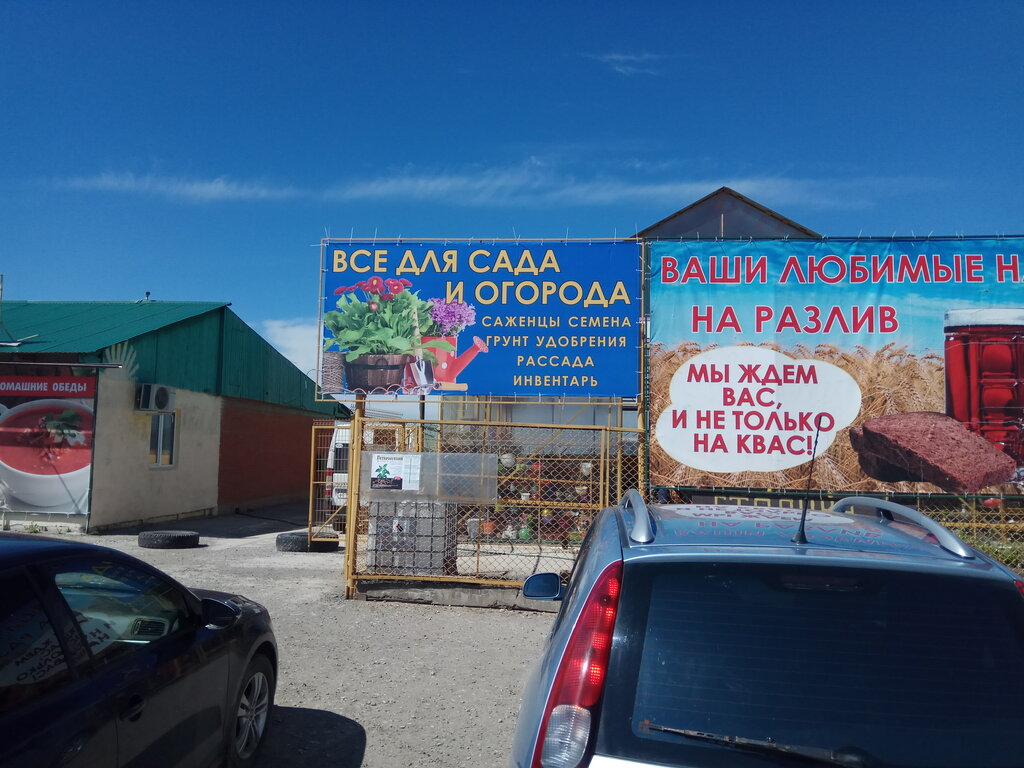 ВСЕ ДЛЯ САДА
И ОГОРОДА
САЖЕНЦЫ СЕМЕНА
ГРУНТ УДОБРЕНИЯ
РАССАДА
ИНВЕНТАРЬ
ВАШИ ЛЮБИМЫЕ
НА РАЗЛИВ
МЫ ЖДЕМ
ВАС,
И НЕ ТОЛЬКО
НА КВАС!
ОМАШНИЕ ОБЕДЫ